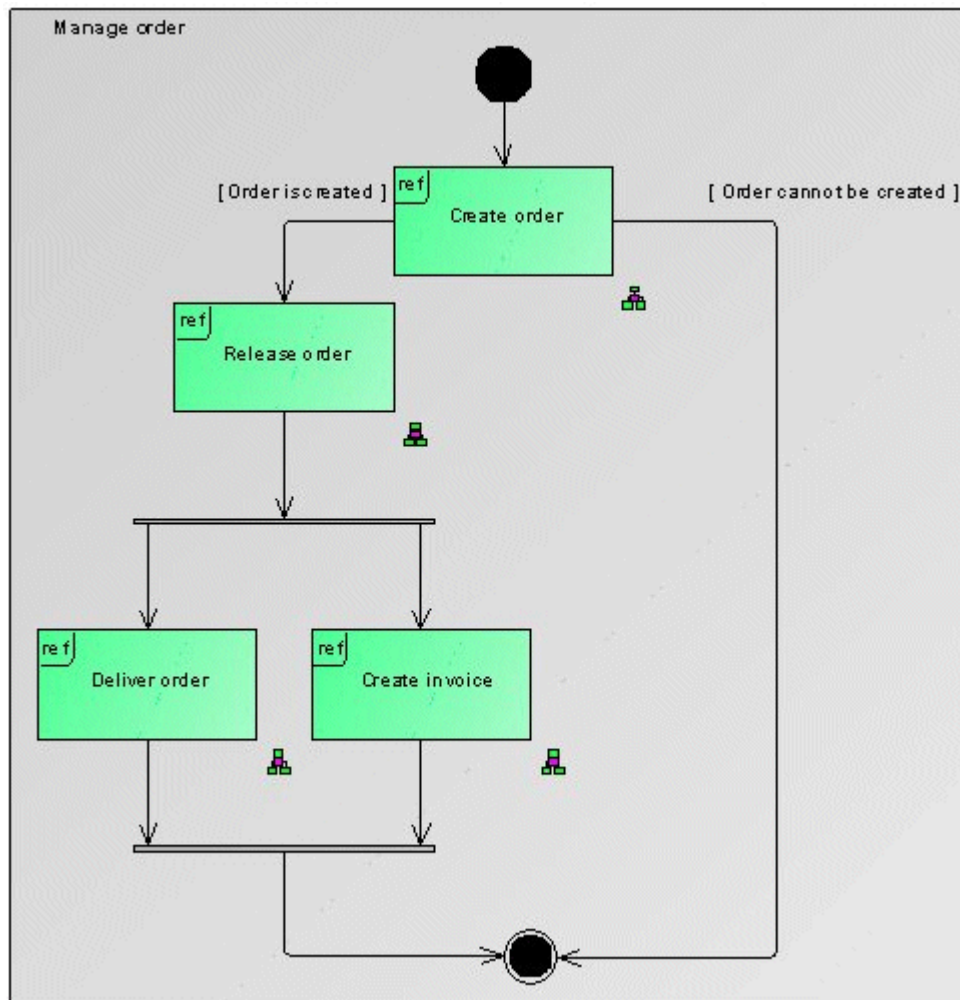 Manage order
[ Order is created ]
ref
[ Order cannot be created ]
Create order
ref
Release order
ref
Deliver order
ref
Create invoice